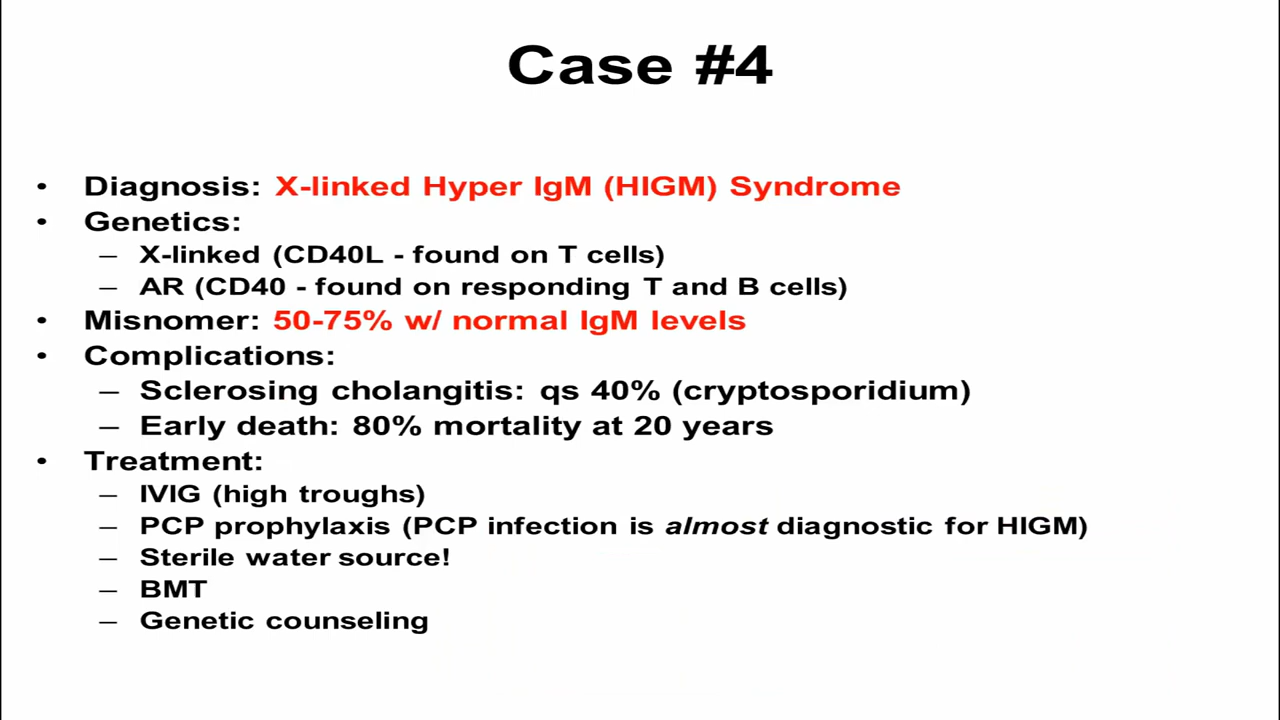 Case #4
• Diagnosis: X-linked Hyper IgM (HIGM) Syndrome
• Genetics:
– X-linked (CD40L - found on T cells)
– AR (CD40 - found on responding T and B cells)
• Misnomer: 50-75% w/ normal IgM levels
• Complications:
– Sclerosing cholangitis: qs 40% (cryptosporidium)
– Early death: 80% mortality at 20 years
• Treatment:
– IVIG (high troughs)
– PCP prophylaxis (PCP infection is almost diagnostic for HIGM)
– Sterile water source!
– BMT
– Genetic counseling